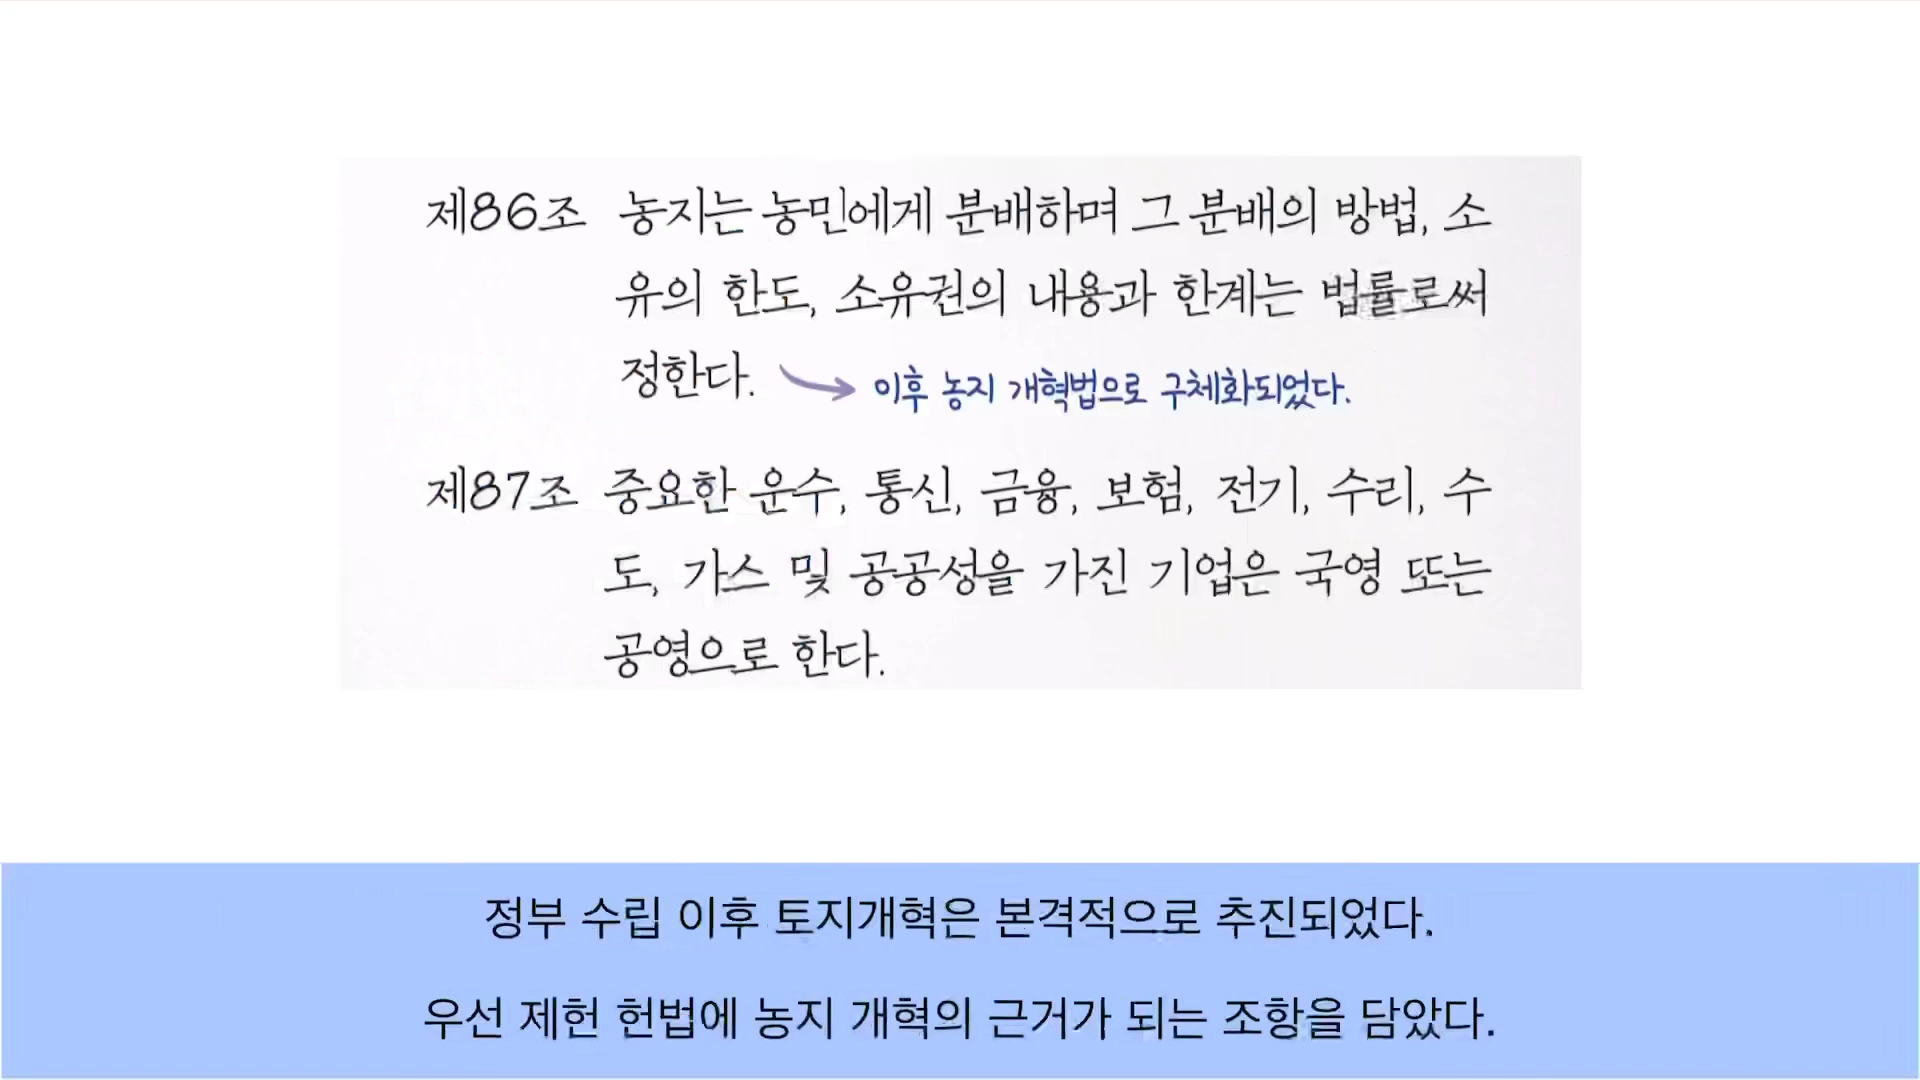 제86조 농지는 농민에게 분배하며 그 분배의 방법, 소
유의 한도, 소유권의 내용과 한계는 법률로써
정한다. 이후 농지 개혁법으로 구체화되었다.
제87조 중요한 운수, 통신, 금융, 보험, 전기, 수리, 수
도, 가스 및 공공성을 가진 기업은 국영 또는
공영으로 한다.
정부 수립 이후 토지개혁은 본격적으로 추진되었다.
우선 제헌 헌법에 농지 개혁의 근거가 되는 조항을 담았다.